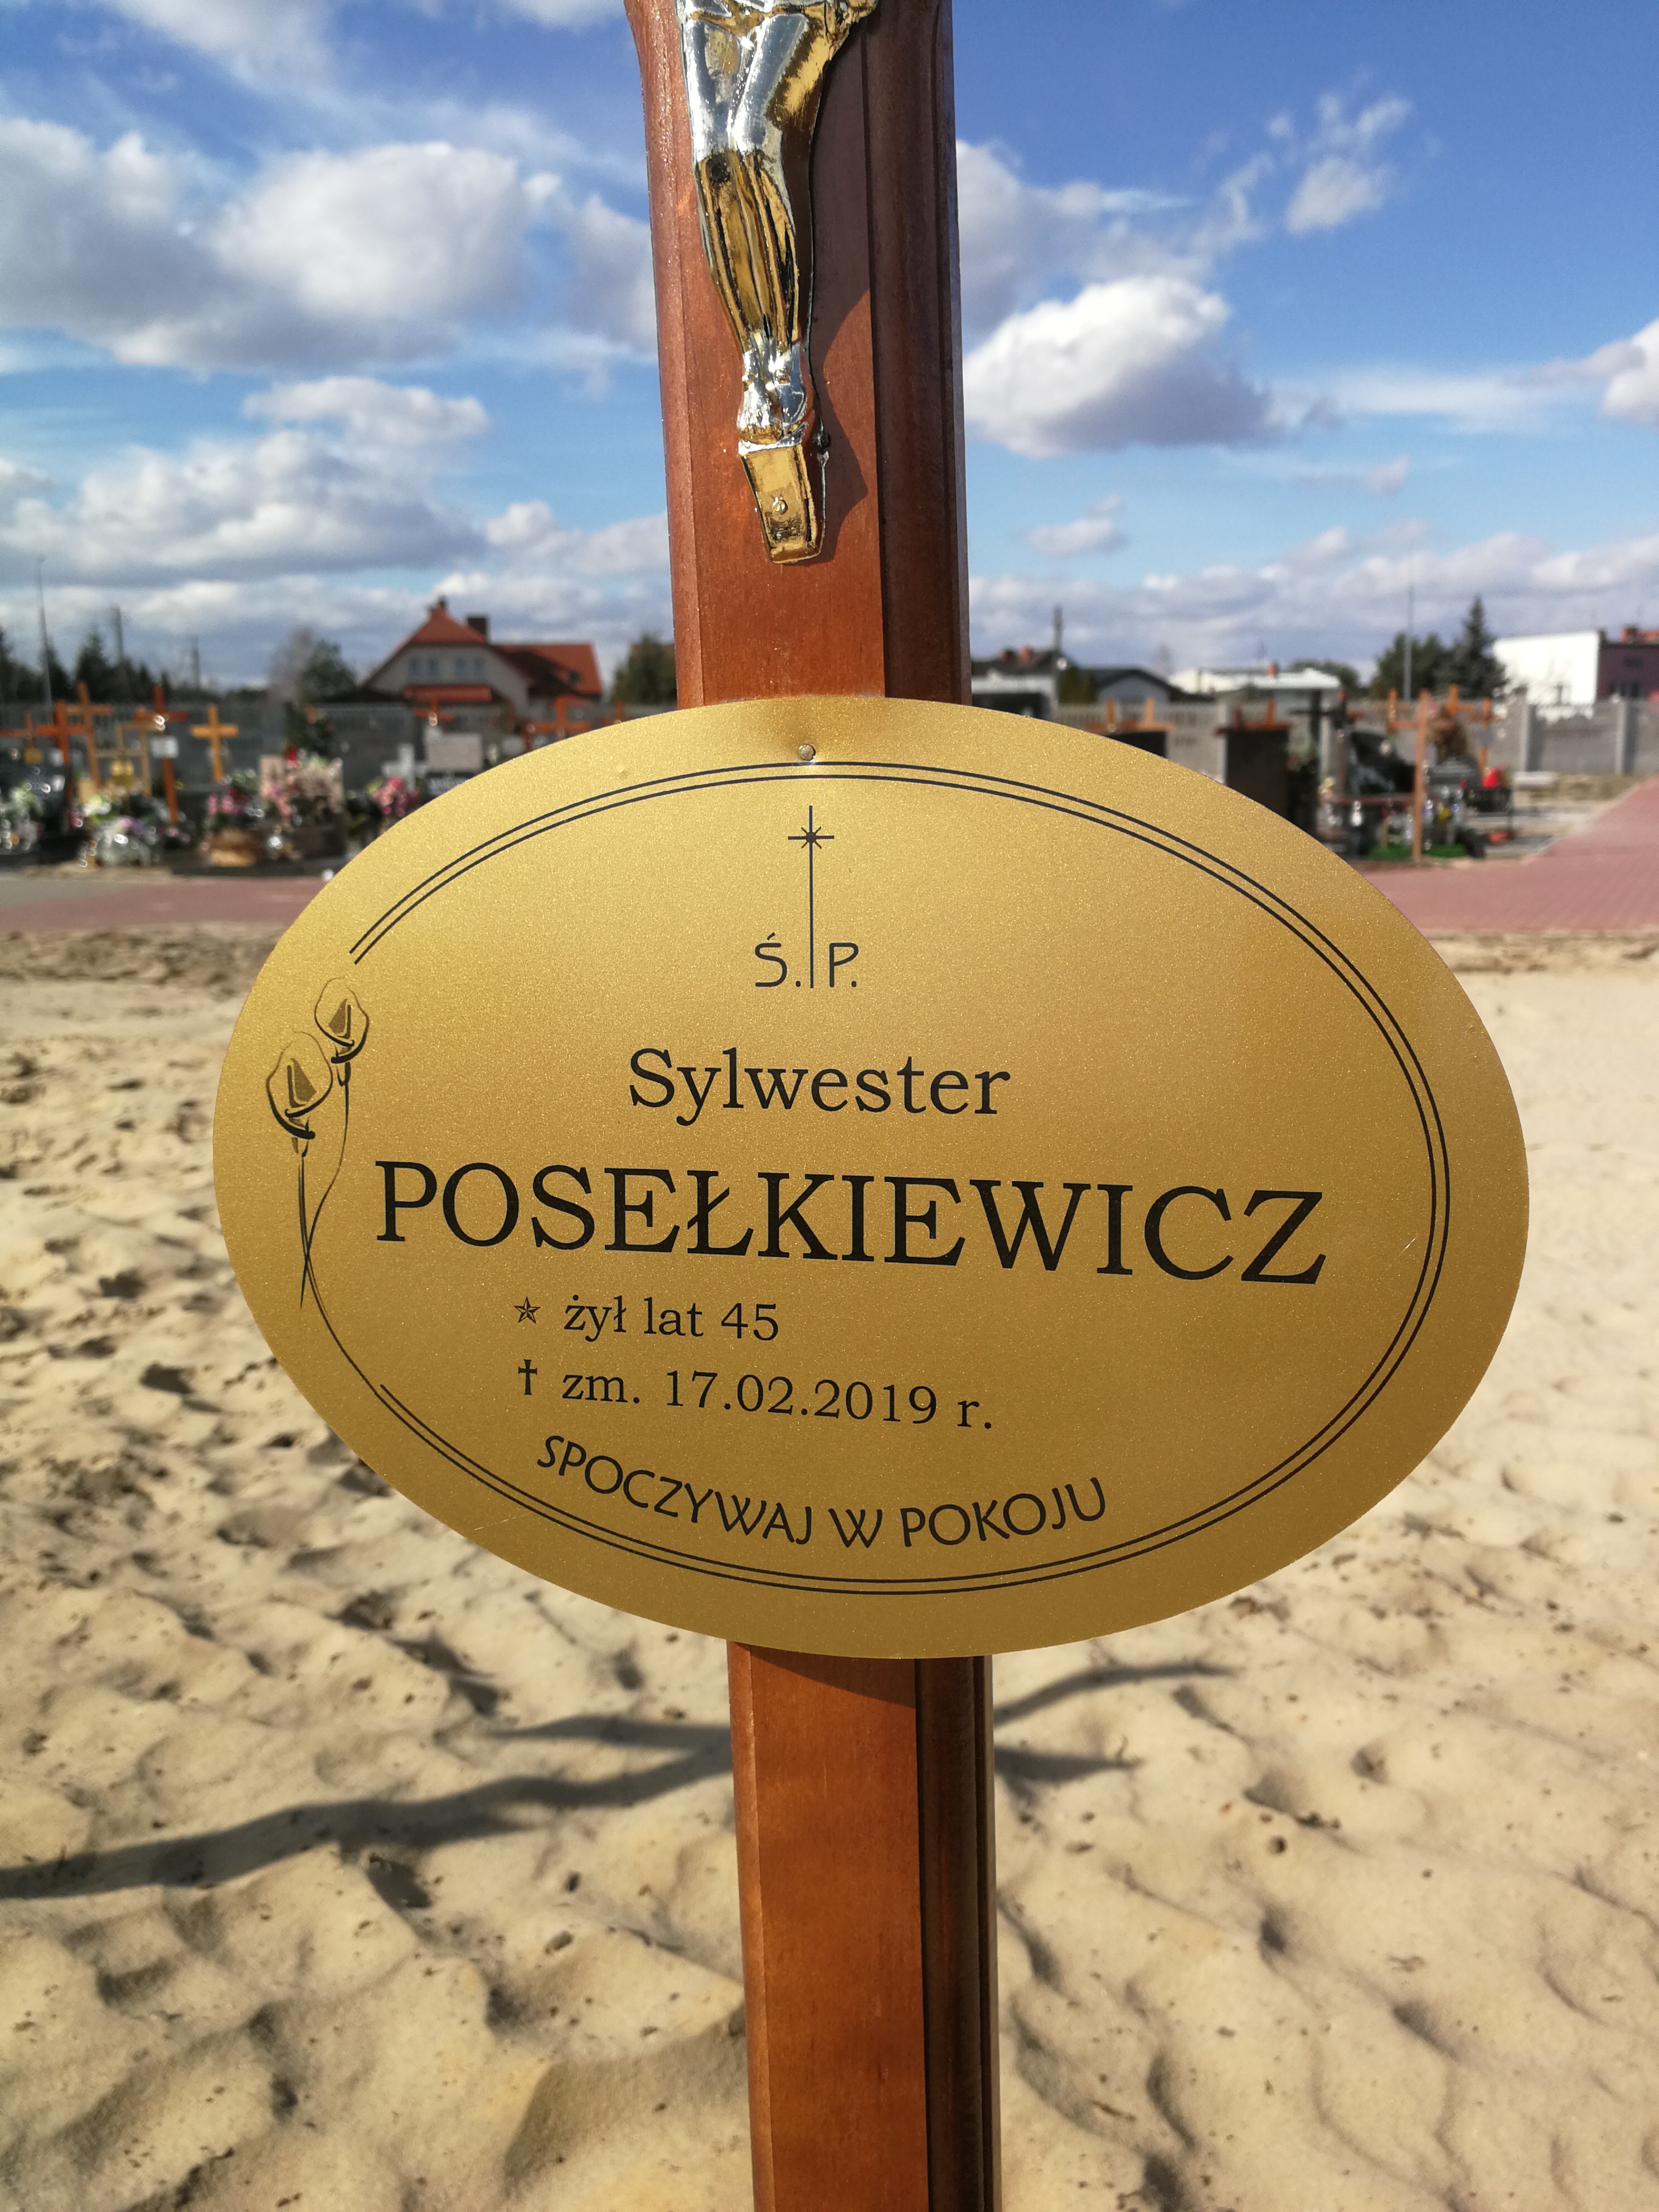 Ś. P.
Sylwester
POSEŁKIEWICZ
żył lat 45
zm. 17.02.2019 r.
SPOCZYWAJ W POKOJU